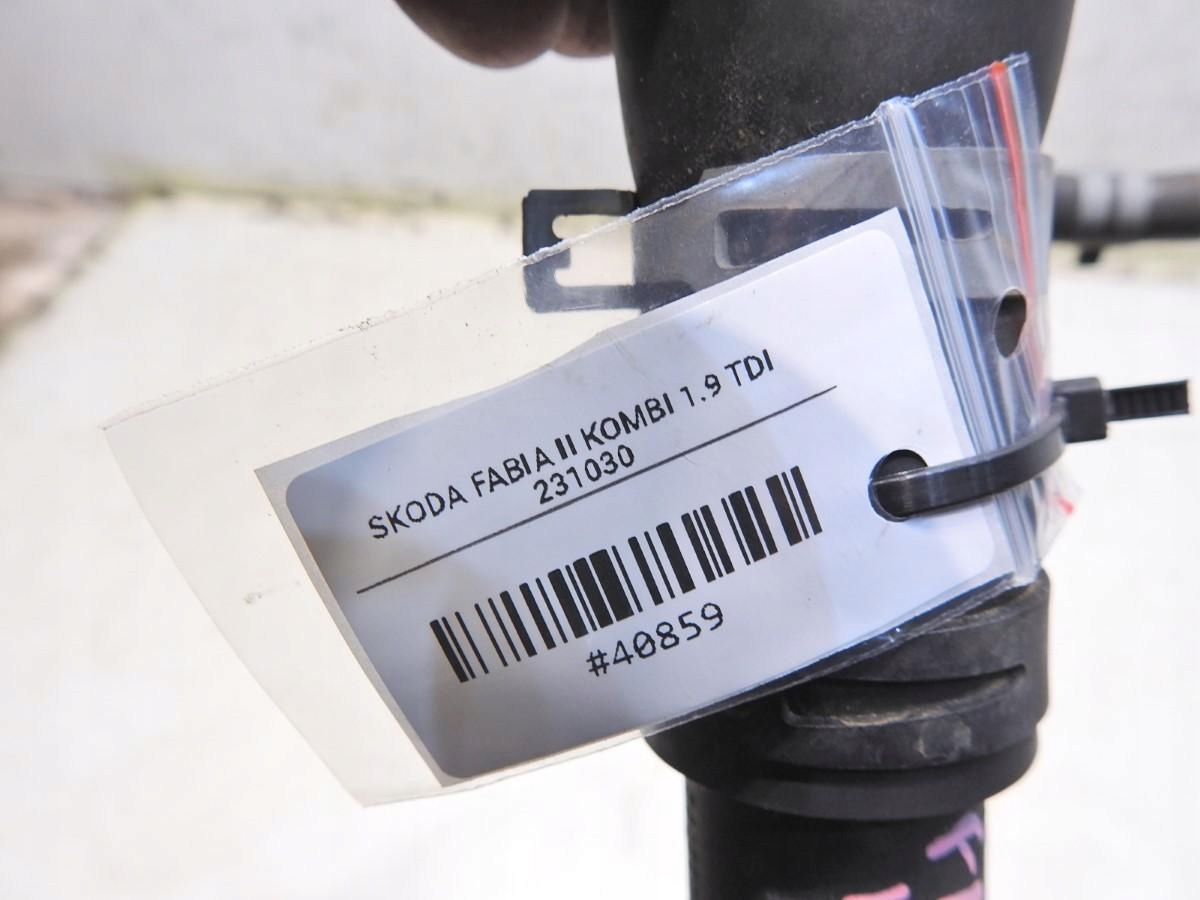 SKODA FABIA II KOMBI 1.9 TDI
231030
#40859